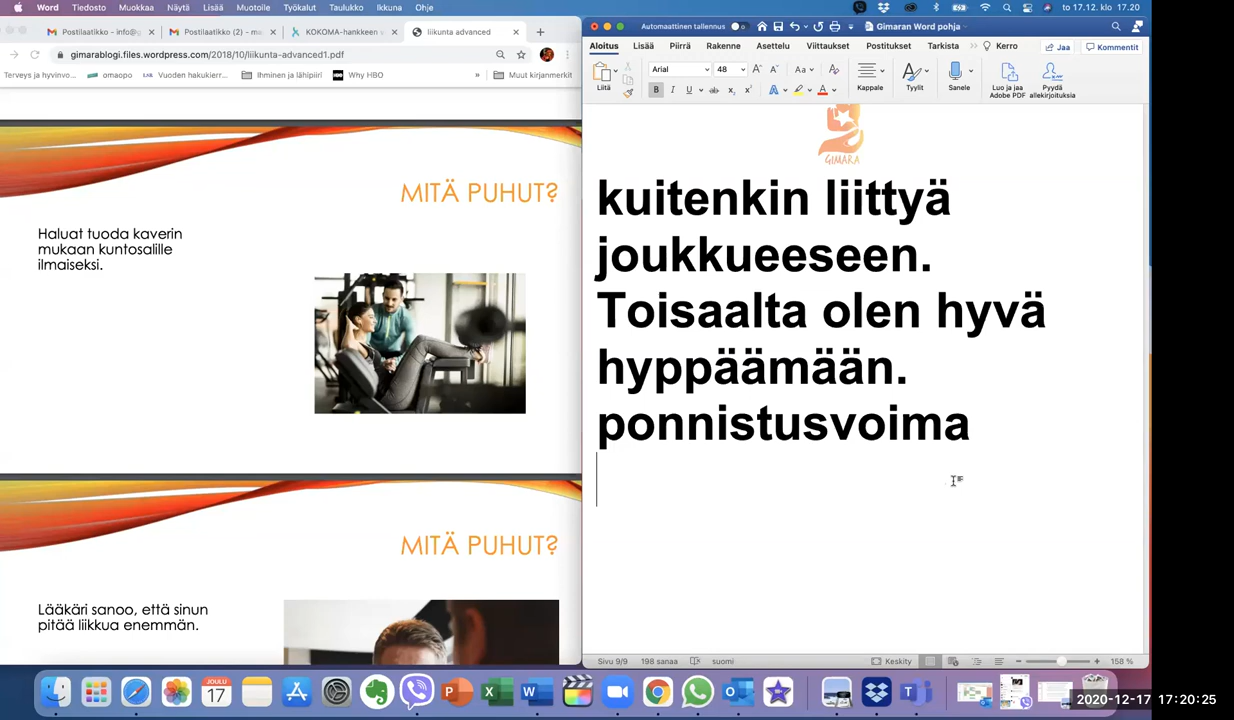 Word Tiedosto Muokkaa Näytä Lisää Muotoile Työkalut Taulukko Ikkuna Ohje
to 17.12. klo 17.20
Postilaatikko - info@g
Postilaatikko (2) - m
KOKOMA-hankkeen v
liikunta advanced
gimarablogi.files.wordpress.com/2018/10/liikunta-advanced1.pdf
Terveys ja hyvinvo...
omaopo
Vuoden hakukierr...
Ihminen ja lähipiiri
Why HBO
Muut kirjanmerkit
MITÄ PUHUT?
Haluat tuoda kaverin
mukaan kuntosalille
ilmaiseksi.
MITÄ PUHUT?
Lääkäri sanoo, että sinun
pitää liikkua enemmän.
Automaattinen tallennus
Gimaran Word pohja
Aloitus Lisää Piirrä Rakenne Asettelu Viittaukset Postitukset Tarkista Kerro
Jaa
Kommentit
Liitä
Arial
48
Kappale
Tyylit
Sanele
Luo ja jaa
Adobe PDF
Pyydä
allekirjoituksia
GIMARA
kuitenkin liittyä
joukkueeseen.
Toisaalta olen hyvä
hyppäämään.
ponnistusvoima
Sivu 9/9 198 sanaa suomi
Keskity
158 %
JOULU
17
2020-12-17 17:20:25